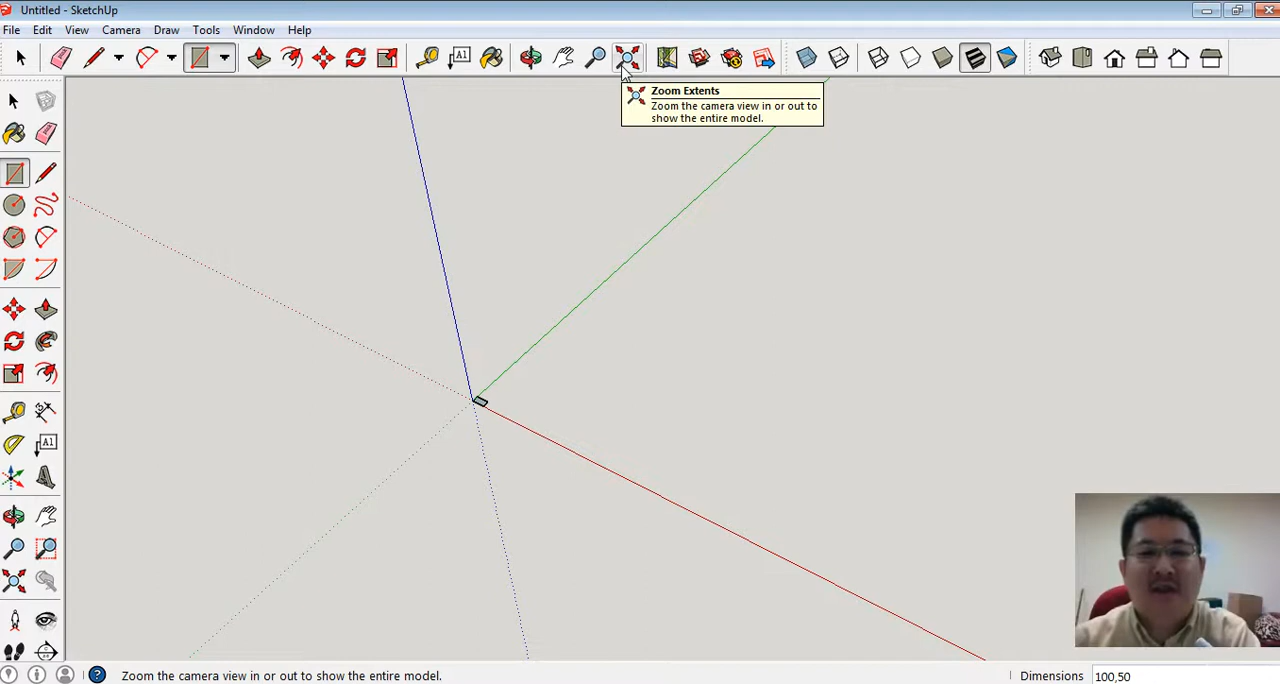 Untitled - SketchUp
File Edit View Camera Draw Tools Window Help
A1
Zoom Extents
Zoom the camera view in or out to
show the entire model.
A1
Zoom the camera view in or out to show the entire model.
Dimensions 100,50